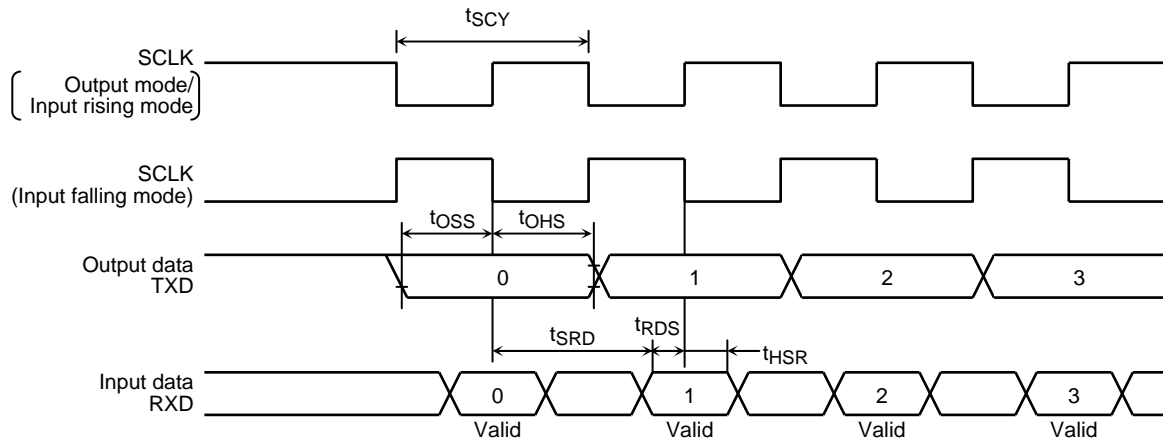 tSCY
SCLK
Output mode/
Input rising mode
SCLK
(Input falling mode)
tOSS
tOHS
Output data
TXD
0
1
2
3
tSRD
tRDS
tHSR
Input data
RXD
0
1
2
3
Valid
Valid
Valid
Valid